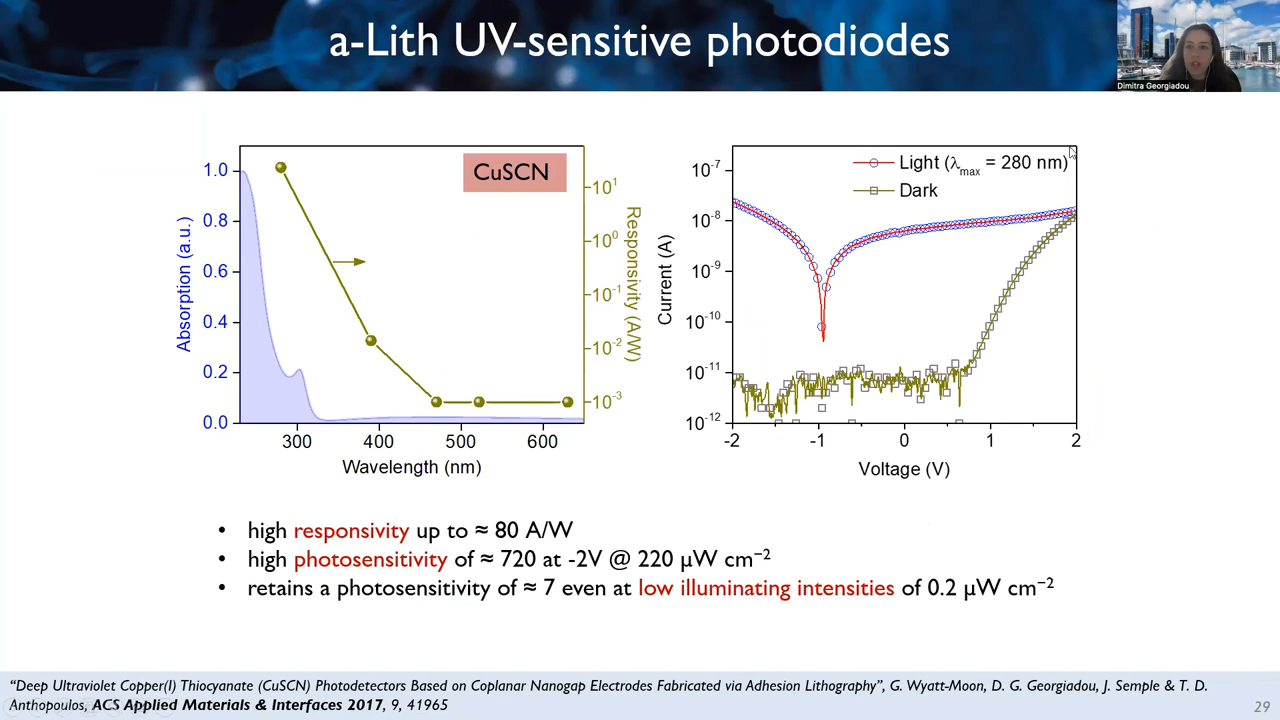 a-Lith UV-sensitive photodiodes
Dimitra Georgiadou
CuSCN
1.0
0.8
0.6
0.4
0.2
0.0
Absorption (a.u.)
300
400
500
600
Wavelength (nm)
10¹
10⁰
10⁻¹
10⁻²
10⁻³
Responsivity (A/W)
Light (λmax = 280 nm)
Dark
10⁻⁷
10⁻⁸
10⁻⁹
10⁻¹⁰
10⁻¹¹
10⁻¹²
Current (A)
-2
-1
0
1
2
Voltage (V)
• high responsivity up to ≈ 80 A/W
• high photosensitivity of ≈ 720 at -2V @ 220 μW cm⁻²
• retains a photosensitivity of ≈ 7 even at low illuminating intensities of 0.2 μW cm⁻²
“Deep Ultraviolet Copper(I) Thiocyanate (CuSCN) Photodetectors Based on Coplanar Nanogap Electrodes Fabricated via Adhesion Lithography”, G. Wyatt-Moon, D. G. Georgiadou, J. Semple & T. D.
Anthopoulos, ACS Applied Materials & Interfaces 2017, 9, 41965
29